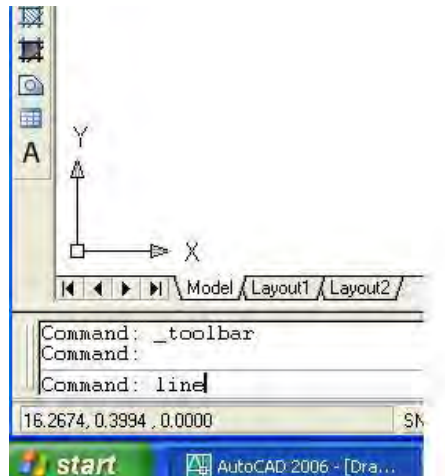 A
Y
X
Model Layout1 Layout2
Command: _toolbar
Command:
Command: line
16.2674, 0.3994 , 0.0000
start AutoCAD 2006 - [Dra...